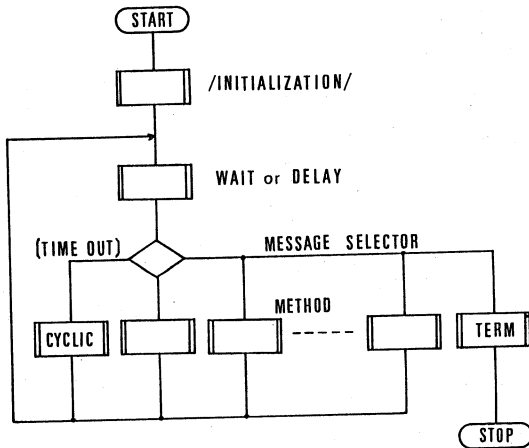 START
/INITIALIZATION/
WAIT or DELAY
(TIME OUT)
MESSAGE SELECTOR
METHOD
CYCLIC
TERM
STOP